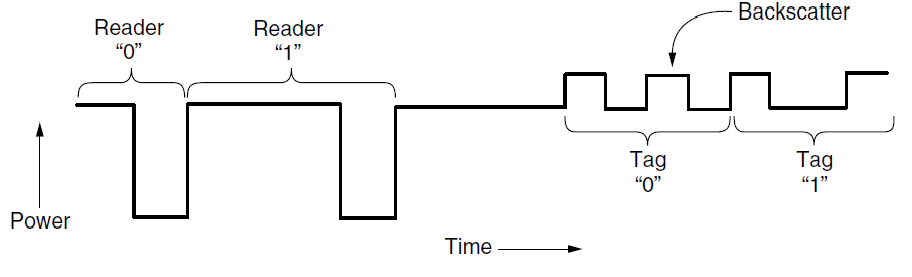 Backscatter
Reader
“0”
Reader
“1”
Tag
“0”
Tag
“1”
Power
Time